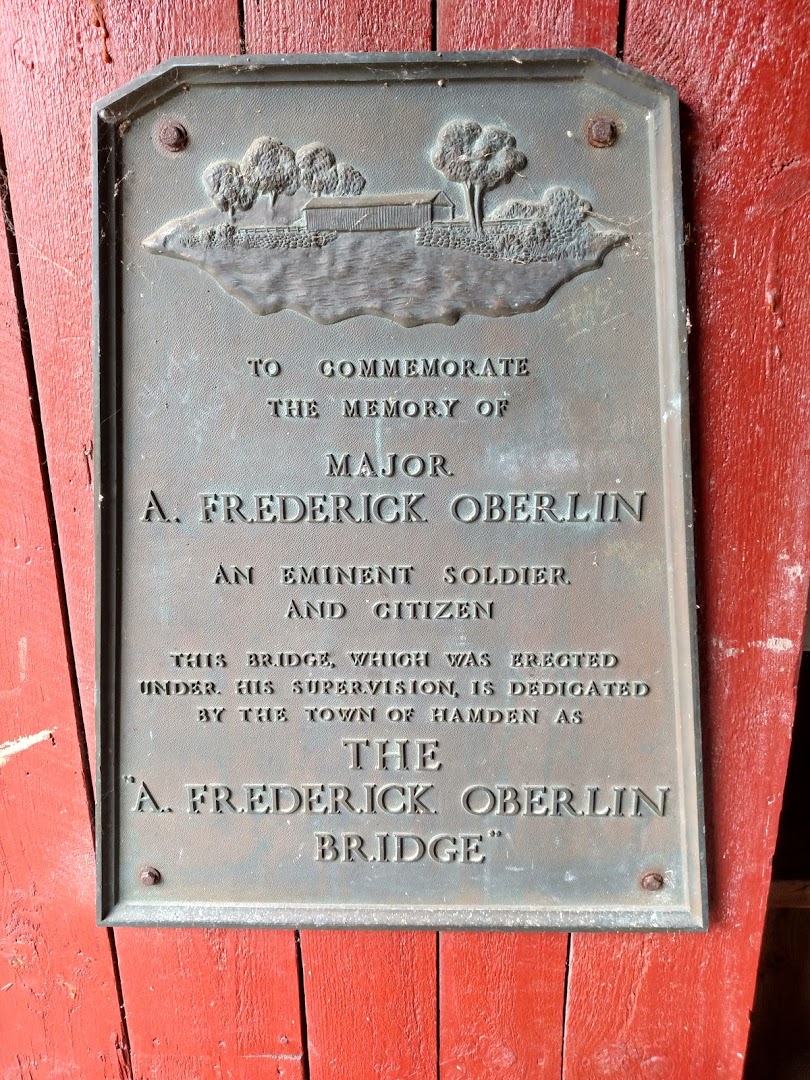 TO COMMEMORATE
THE MEMORY OF
MAJOR
A. FREDERICK OBERLIN
AN EMINENT SOLDIER
AND CITIZEN
THIS BRIDGE, WHICH WAS ERECTED
UNDER HIS SUPERVISION, IS DEDICATED
BY THE TOWN OF HAMDEN AS
THE
"A. FREDERICK OBERLIN
BRIDGE"